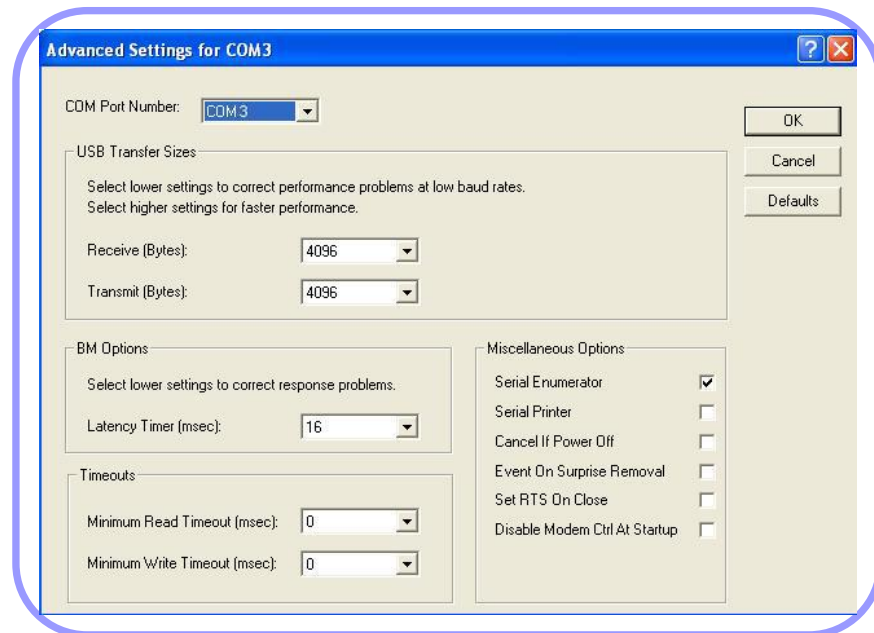 Advanced Settings for COM3
COM Port Number: COM3
OK
Cancel
Defaults
USB Transfer Sizes
Select lower settings to correct performance problems at low baud rates.
Select higher settings for faster performance.
Receive (Bytes): 4096
Transmit (Bytes): 4096
BM Options
Select lower settings to correct response problems.
Latency Timer (msec): 16
Timeouts
Minimum Read Timeout (msec): 0
Minimum Write Timeout (msec): 0
Miscellaneous Options
Serial Enumerator
Serial Printer
Cancel If Power Off
Event On Surprise Removal
Set RTS On Close
Disable Modem Ctrl At Startup